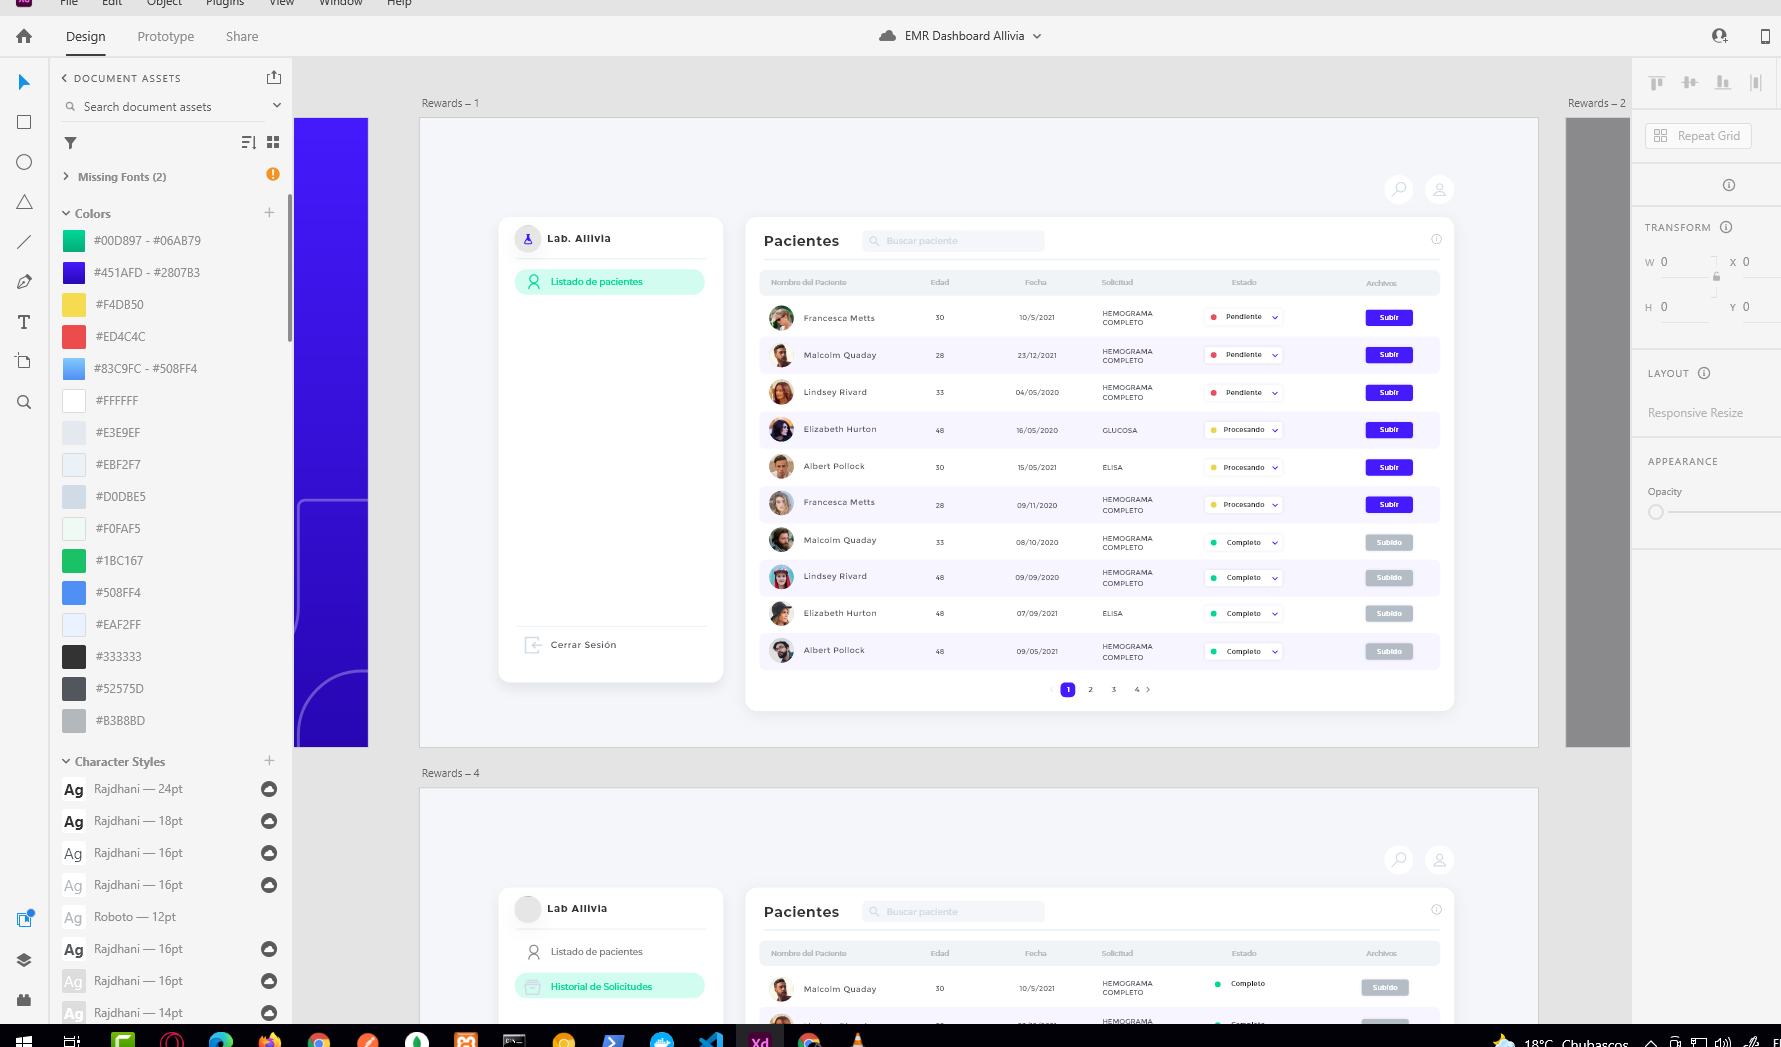 File Edit Object Plugins View Window Help
Design Prototype Share
EMR Dashboard Allivia
DOCUMENT ASSETS
Search document assets
Missing Fonts (2)
Colors
#00D897 - #06AB79
#451AFD - #2807B3
#F4DB50
#ED4C4C
#83C9FC - #508FF4
#FFFFFF
#E3E9EF
#EBF2F7
#D0DBE5
#F0FAF5
#1BC167
#508FF4
#EAF2FF
#333333
#52575D
#B3B8BD
Character Styles
Ag Rajdhani — 24pt
Ag Rajdhani — 18pt
Ag Rajdhani — 16pt
Ag Rajdhani — 16pt
Ag Roboto — 12pt
Ag Rajdhani — 16pt
Ag Rajdhani — 16pt
Ag Rajdhani — 14pt
Rewards – 1
Lab. Allivia
Listado de pacientes
Cerrar Sesión
Pacientes
Buscar paciente
Nombre del Paciente Edad Fecha Solicitud Estado Archivos
Francesca Metts 30 10/5/2021 HEMOGRAMA COMPLETO Pendiente Subir
Malcolm Quaday 28 23/12/2021 HEMOGRAMA COMPLETO Pendiente Subir
Lindsey Rivard 33 04/05/2020 HEMOGRAMA COMPLETO Pendiente Subir
Elizabeth Hurton 48 16/05/2020 GLUCOSA Procesando Subir
Albert Pollock 30 15/05/2021 ELISA Procesando Subir
Francesca Metts 28 09/11/2020 HEMOGRAMA COMPLETO Procesando Subir
Malcolm Quaday 33 08/10/2020 HEMOGRAMA COMPLETO Completo Subido
Lindsey Rivard 48 09/09/2020 HEMOGRAMA COMPLETO Completo Subido
Elizabeth Hurton 48 07/09/2021 ELISA Completo Subido
Albert Pollock 48 09/05/2021 HEMOGRAMA COMPLETO Completo Subido
1 2 3 4
Rewards – 4
Lab Allivia
Listado de pacientes
Historial de Solicitudes
Pacientes
Buscar paciente
Nombre del Paciente Edad Fecha Solicitud Estado Archivos
Malcolm Quaday 30 10/5/2021 HEMOGRAMA COMPLETO Completo Subido
HEMOGRAMA
Rewards – 2
Repeat Grid
TRANSFORM
W 0 X 0
H 0 Y 0
LAYOUT
Responsive Resize
APPEARANCE
Opacity
Xd
18°C Chubascos